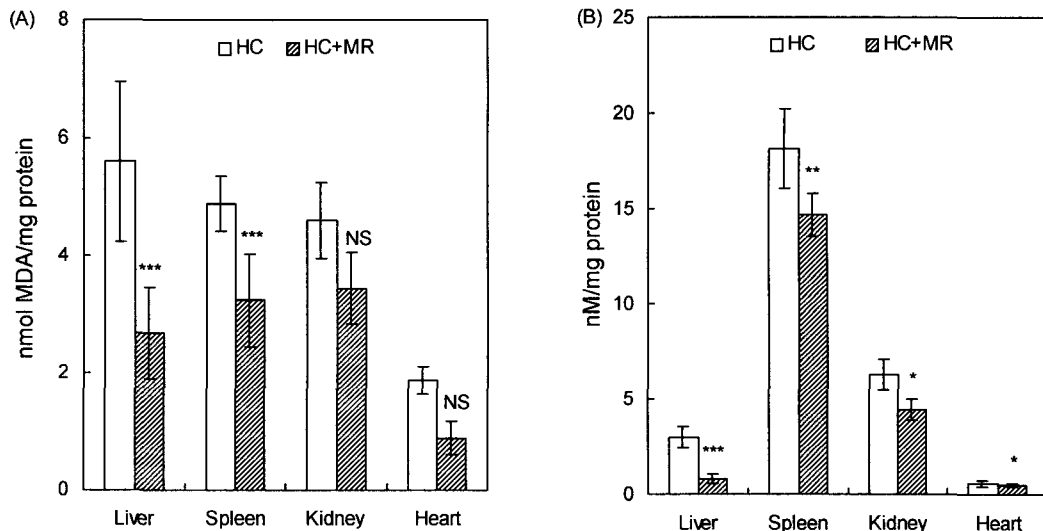 (A)
8
6
4
2
0
nmol MDA/mg protein
HC HC+MR
***
***
NS
NS
Liver Spleen Kidney Heart
(B)
25
20
15
10
5
0
nM/mg protein
HC HC+MR
***
**
*
*
Liver Spleen Kidney Heart